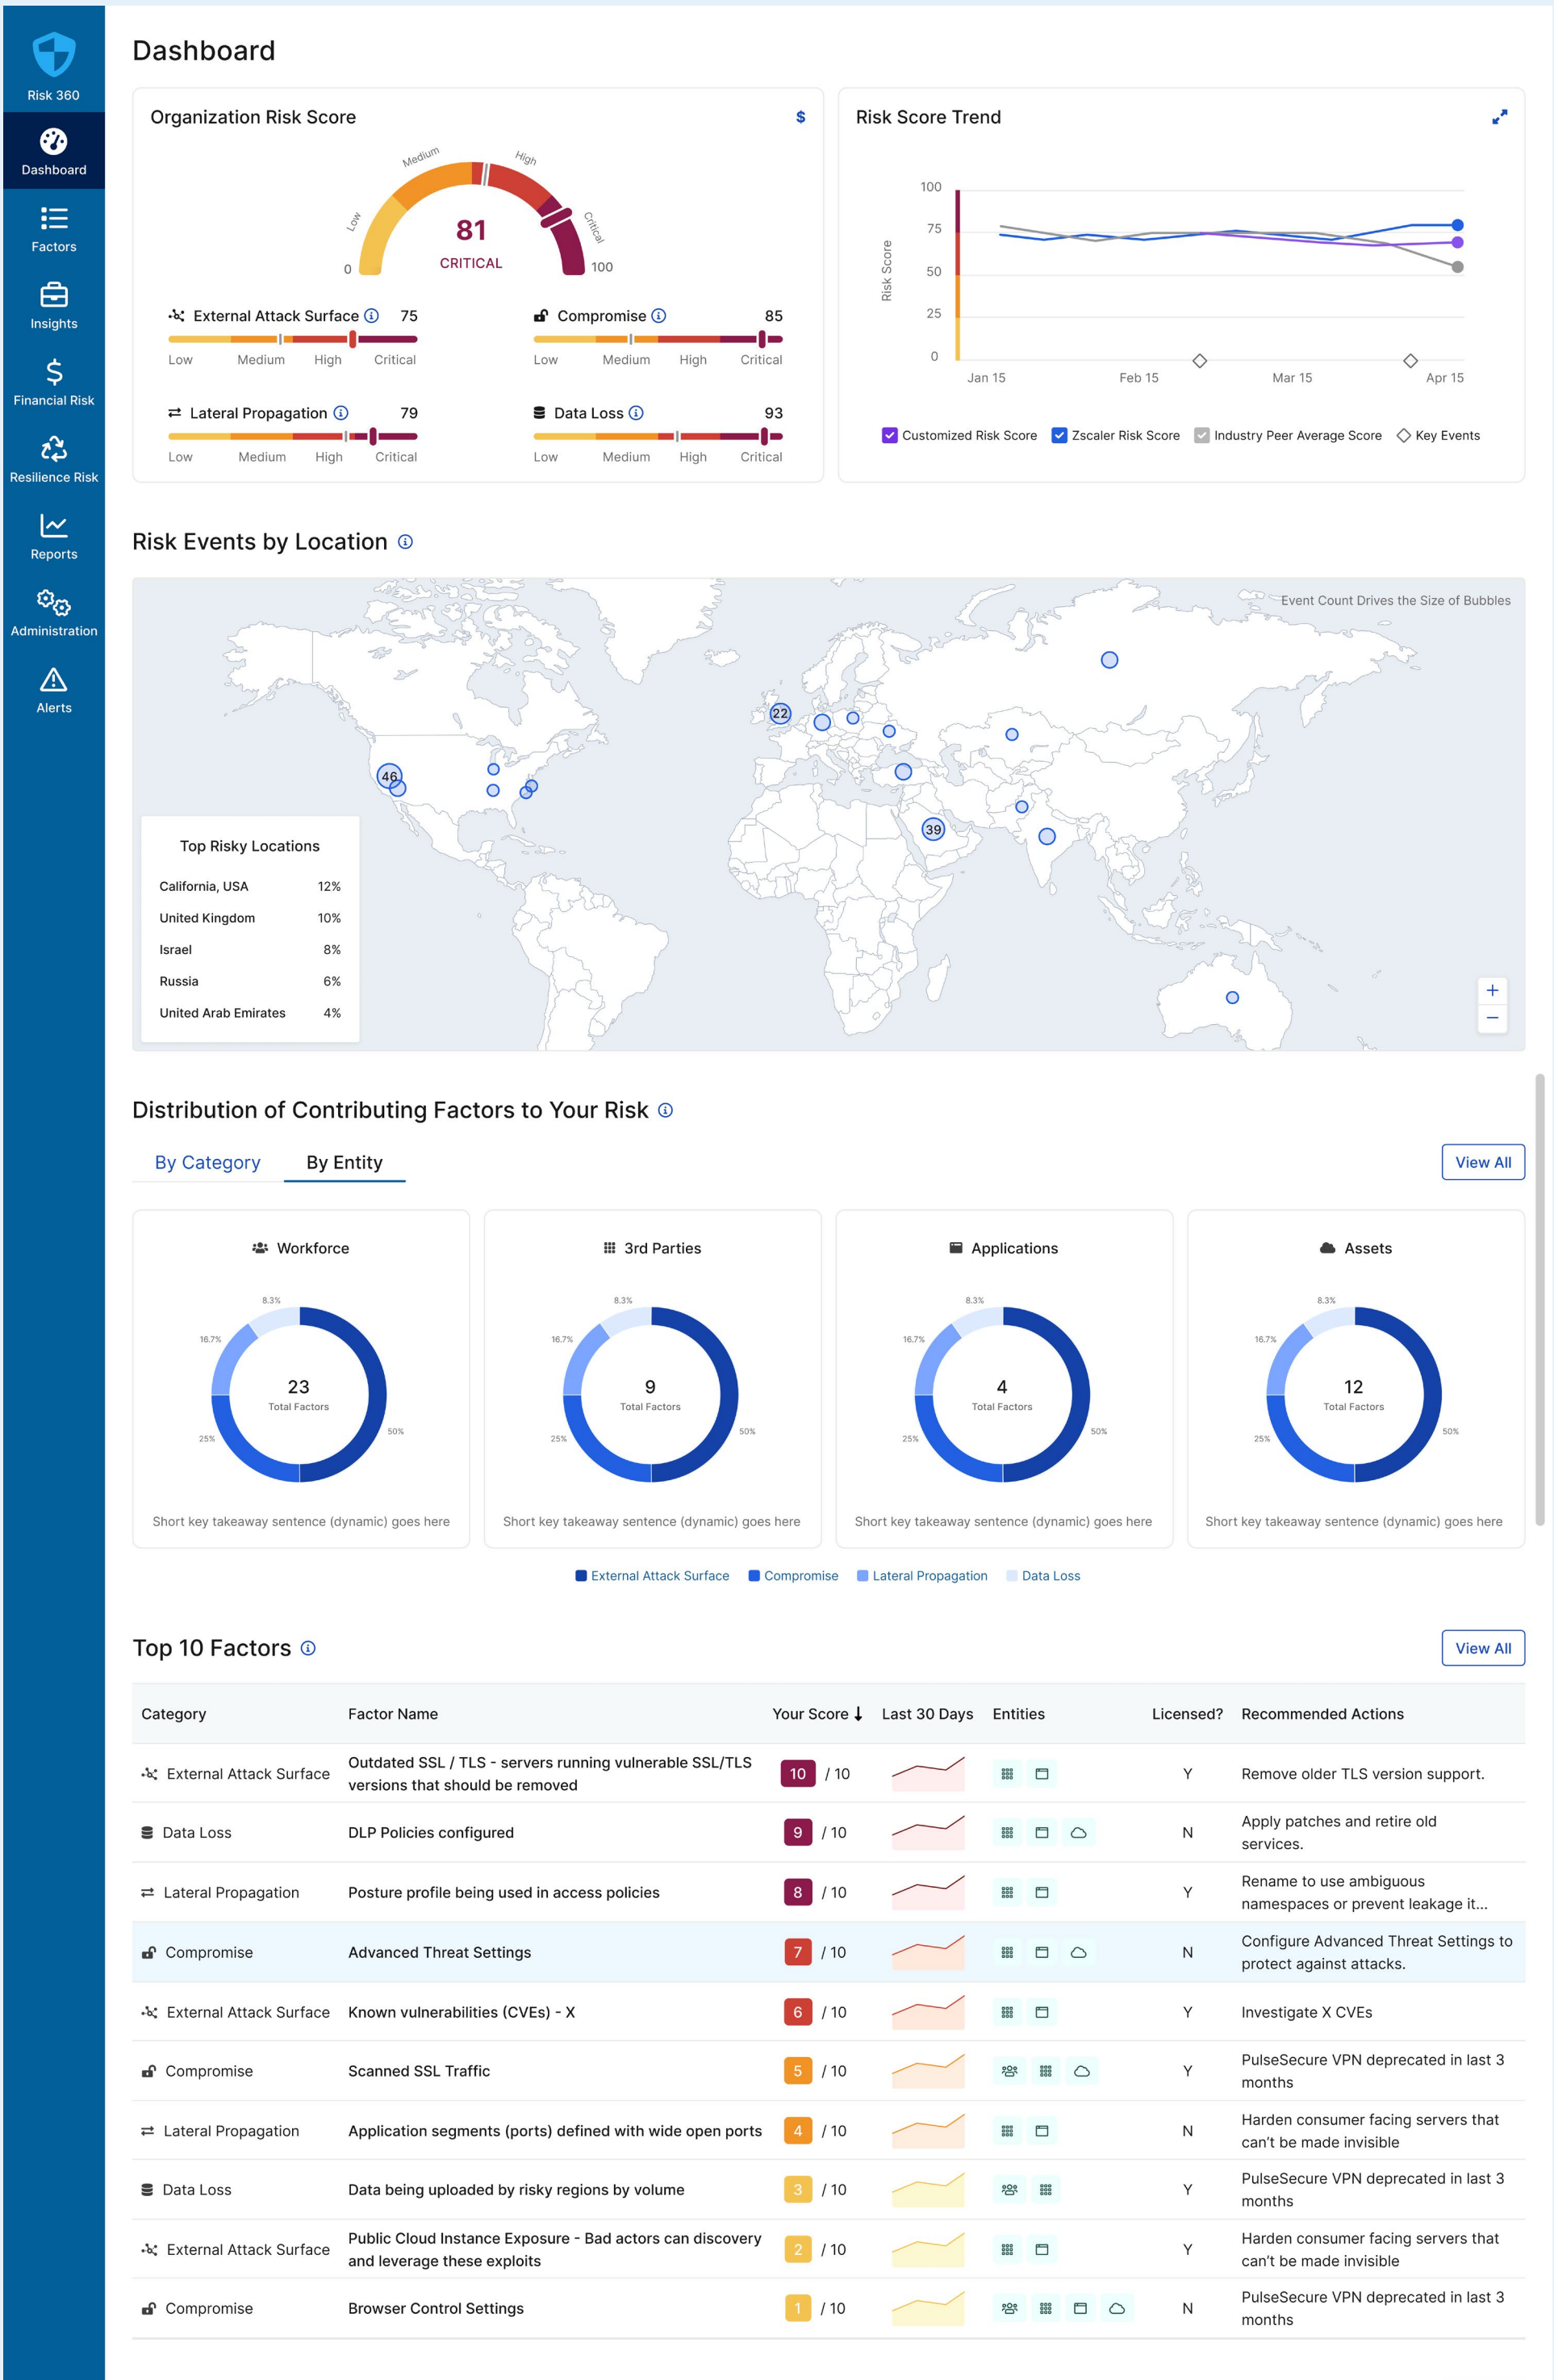 Risk 360
Dashboard
Factors
Insights
Financial Risk
Resilience Risk
Reports
Administration
Alerts
Dashboard
Organization Risk Score
$
Low
Medium
High
Critical
0
100
81
CRITICAL
External Attack Surface 75
Low Medium High Critical
Compromise 85
Low Medium High Critical
Lateral Propagation 79
Low Medium High Critical
Data Loss 93
Low Medium High Critical
Risk Score Trend
Risk Score
100
75
50
25
0
Jan 15 Feb 15 Mar 15 Apr 15
Customized Risk Score Zscaler Risk Score Industry Peer Average Score Key Events
Risk Events by Location
Event Count Drives the Size of Bubbles
22
46
39
Top Risky Locations
California, USA 12%
United Kingdom 10%
Israel 8%
Russia 6%
United Arab Emirates 4%
+
−
Distribution of Contributing Factors to Your Risk
By Category By Entity View All
Workforce
8.3%
16.7%
23
Total Factors
50%
25%
Short key takeaway sentence (dynamic) goes here
3rd Parties
8.3%
16.7%
9
Total Factors
50%
25%
Short key takeaway sentence (dynamic) goes here
Applications
8.3%
16.7%
4
Total Factors
50%
25%
Short key takeaway sentence (dynamic) goes here
Assets
8.3%
16.7%
12
Total Factors
50%
25%
Short key takeaway sentence (dynamic) goes here
External Attack Surface Compromise Lateral Propagation Data Loss
Top 10 Factors View All
Category Factor Name Your Score ↓ Last 30 Days Entities Licensed? Recommended Actions
External Attack Surface
Outdated SSL / TLS - servers running vulnerable SSL/TLS
versions that should be removed
10 / 10
Y
Remove older TLS version support.
Data Loss
DLP Policies configured
9 / 10
N
Apply patches and retire old
services.
Lateral Propagation
Posture profile being used in access policies
8 / 10
Y
Rename to use ambiguous
namespaces or prevent leakage it...
Compromise
Advanced Threat Settings
7 / 10
N
Configure Advanced Threat Settings to
protect against attacks.
External Attack Surface
Known vulnerabilities (CVEs) - X
6 / 10
Y
Investigate X CVEs
Compromise
Scanned SSL Traffic
5 / 10
Y
PulseSecure VPN deprecated in last 3
months
Lateral Propagation
Application segments (ports) defined with wide open ports
4 / 10
N
Harden consumer facing servers that
can't be made invisible
Data Loss
Data being uploaded by risky regions by volume
3 / 10
Y
PulseSecure VPN deprecated in last 3
months
External Attack Surface
Public Cloud Instance Exposure - Bad actors can discovery
and leverage these exploits
2 / 10
Y
Harden consumer facing servers that
can't be made invisible
Compromise
Browser Control Settings
1 / 10
N
PulseSecure VPN deprecated in last 3
months